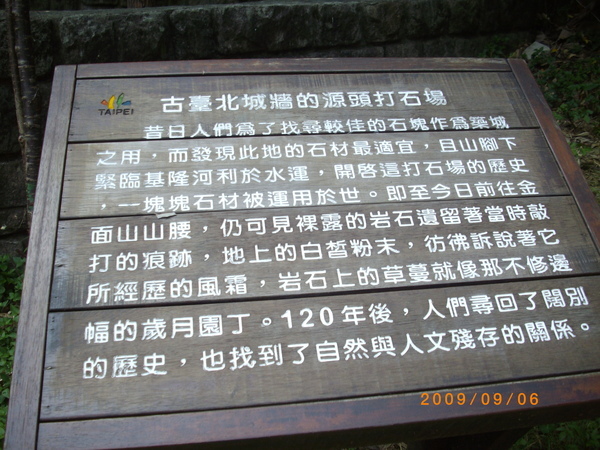 TAIPEI
古臺北城牆的源頭打石場
昔日人們為了找尋較佳的石塊作為築城
之用，而發現此地的石材最適宜，且山腳下
緊臨基隆河利於水運，開啓這打石場的歷史
，一塊塊石材被運用於世。即至今日前往金
面山山腰，仍可見裸露的岩石遺留著當時敲
打的痕跡，地上的白皙粉末，彷彿訴說著它
所經歷的風霜，岩石上的草蔓就像那不修邊
幅的歲月園丁。120年後，人們尋回了闊別
的歷史，也找到了自然與人文殘存的關係。
2009/09/06